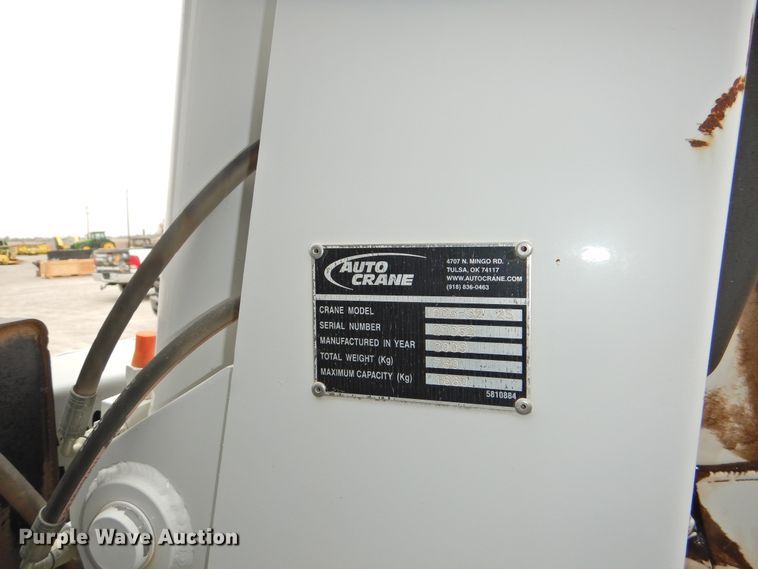 AUTO
CRANE
4707 N. MINGO RD.
TULSA, OK 74117
WWW.AUTOCRANE.COM
(918) 836-0463
CRANE MODEL
SERIAL NUMBER
MANUFACTURED IN YEAR
TOTAL WEIGHT (Kg)
MAXIMUM CAPACITY (Kg)
5810884
Purple Wave Auction